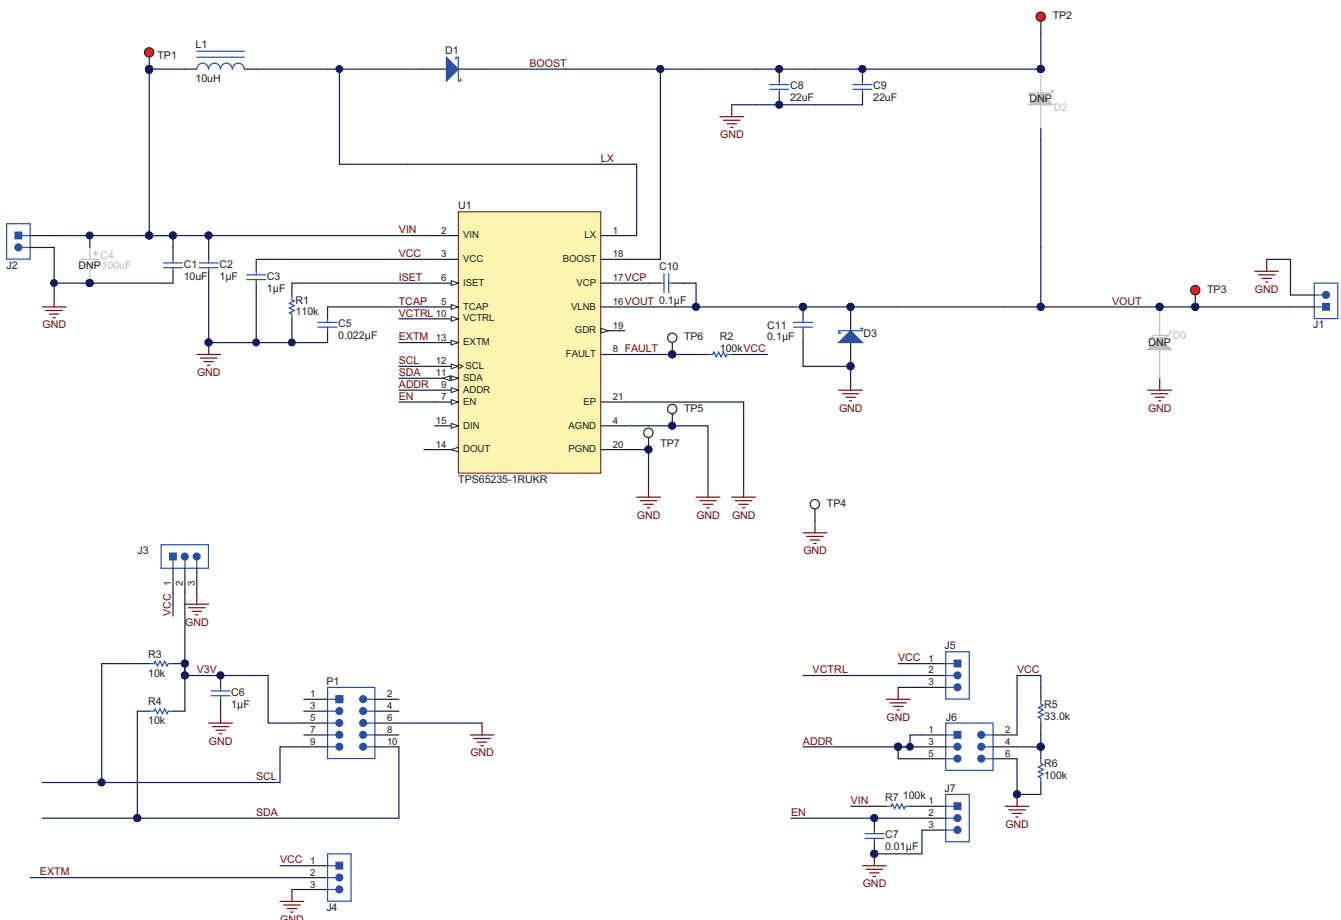 TP2
TP1
L1
10uH
D1
BOOST
C8
22uF
C9
22uF
GND
DNP
D2
LX
U1
J2
C4
DNP 100uF
C1
10uF
C2
1µF
C3
1µF
R1
110k
C5
0.022µF
GND
GND
VIN 2 VIN
VCC 3 VCC
ISET 6 ISET
TCAP 5 TCAP
VCTRL 10 VCTRL
EXTM 13 EXTM
SCL 12 SCL
SDA 11 SDA
ADDR 9 ADDR
EN 7 EN
15 DIN
14 DOUT
LX 1
BOOST 18
VCP 17 VCP
VLNB 16 VOUT
GDR 19
FAULT 8 FAULT
EP 21
AGND 4
PGND 20
TPS65235-1RUKR
C10
0.1µF
TP6
R2
100k VCC
C11
0.1µF
D3
GND
VOUT
TP3
GND
J1
DNP
D0
GND
TP5
TP7
GND
GND
GND
TP4
GND
J3
1
2
3
VCC
GND
R3
10k
V3V
R4
10k
C6
1µF
GND
P1
1 2
3 4
5 6
7 8
9 10
GND
SCL
SDA
EXTM
VCC 1
2
3
GND
J4
J5
VCC 1
VCTRL 2
3
GND
VCC
J6
ADDR
1 2
3 4
5 6
R5
33.0k
R6
100k
GND
J7
VIN R7 100k 1
EN 2
3
C7
0.01µF
GND